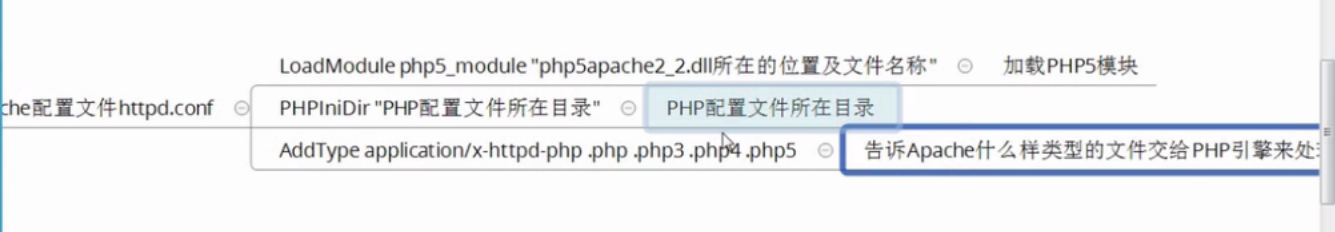 LoadModule php5_module "php5apache2_2.dll所在的位置及文件名称" 加载PHP5模块
che配置文件httpd.conf PHPIniDir "PHP配置文件所在目录" PHP配置文件所在目录
AddType application/x-httpd-php .php .php3 .php4 .php5 告诉Apache什么样类型的文件交给PHP引擎来处